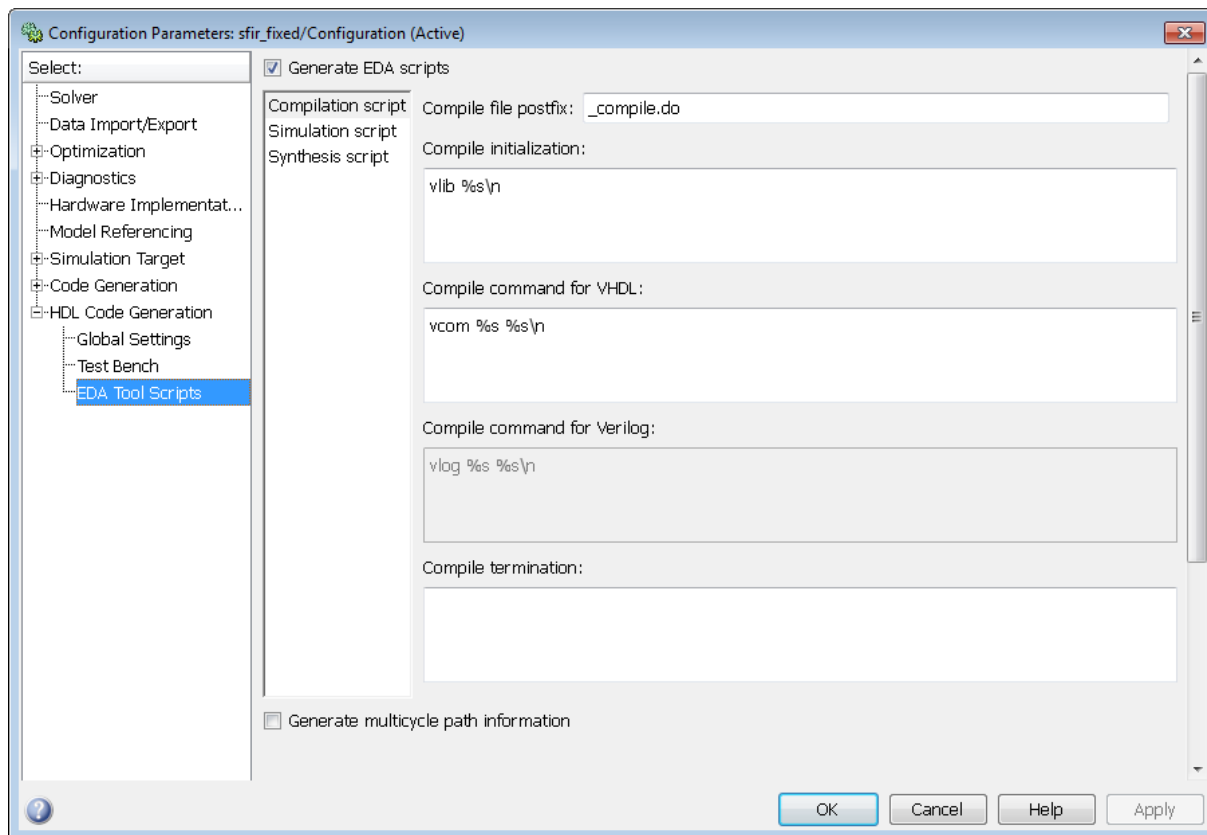 Configuration Parameters: sfir_fixed/Configuration (Active)
Select:
Solver
Data Import/Export
Optimization
Diagnostics
Hardware Implementat...
Model Referencing
Simulation Target
Code Generation
HDL Code Generation
Global Settings
Test Bench
EDA Tool Scripts
Generate EDA scripts
Compilation script
Simulation script
Synthesis script
Compile file postfix: _compile.do
Compile initialization:
vlib %s\n
Compile command for VHDL:
vcom %s %s\n
Compile command for Verilog:
vlog %s %s\n
Compile termination:
Generate multicycle path information
OK Cancel Help Apply